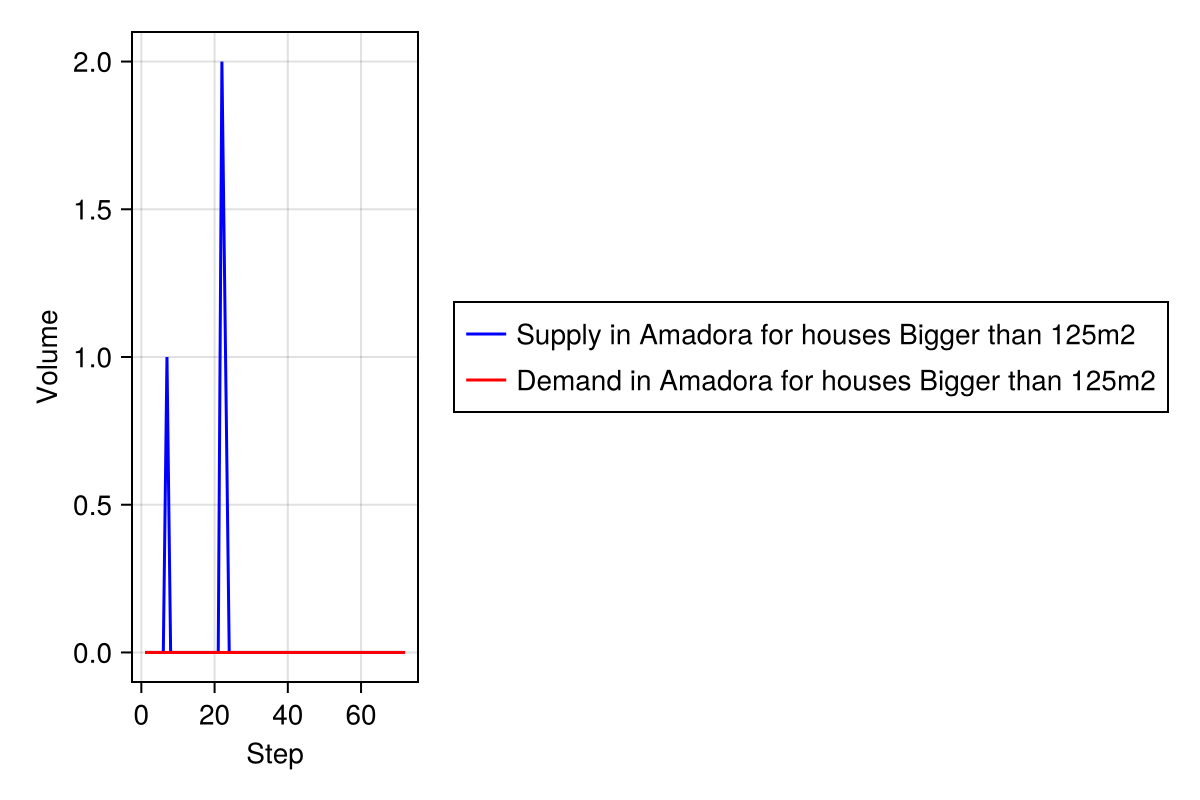 2.0
1.5
1.0
0.5
0.0
Volume
0 20 40 60
Step
Supply in Amadora for houses Bigger than 125m2
Demand in Amadora for houses Bigger than 125m2